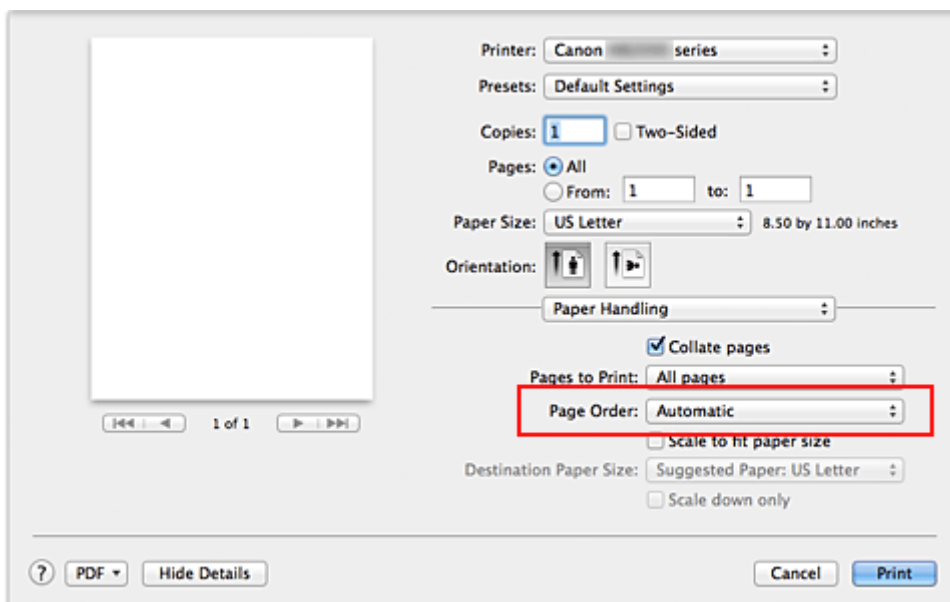 Printer: Canon series
Presets: Default Settings
Copies: 1 Two-Sided
Pages: All
From: 1 to: 1
Paper Size: US Letter 8.50 by 11.00 inches
Orientation:
Paper Handling
Collate pages
Pages to Print: All pages
Page Order: Automatic
Scale to fit paper size
Destination Paper Size: Suggested Paper: US Letter
Scale down only
1 of 1
? PDF Hide Details Cancel Print